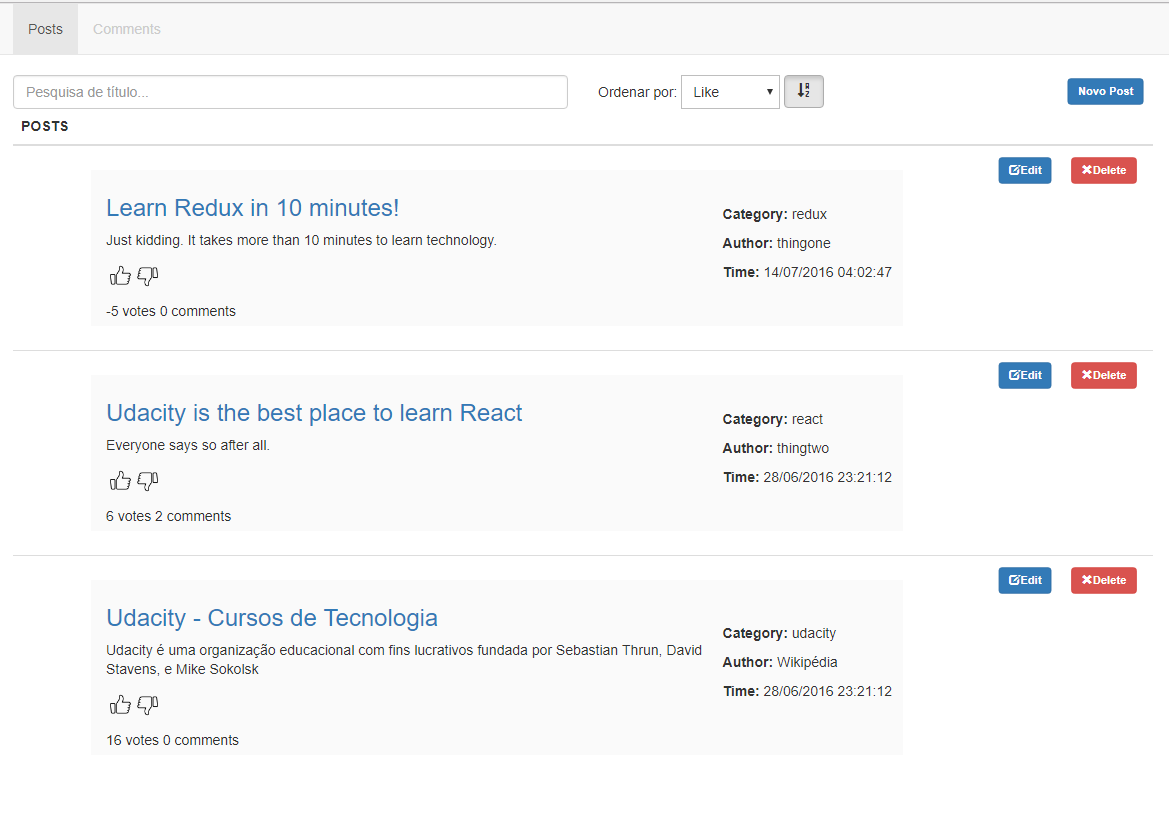 Posts Comments
Pesquisa de título... Ordenar por: Like Novo Post
POSTS
Edit Delete
Learn Redux in 10 minutes!
Just kidding. It takes more than 10 minutes to learn technology.
-5 votes 0 comments
Category: redux
Author: thingone
Time: 14/07/2016 04:02:47
Edit Delete
Udacity is the best place to learn React
Everyone says so after all.
6 votes 2 comments
Category: react
Author: thingtwo
Time: 28/06/2016 23:21:12
Edit Delete
Udacity - Cursos de Tecnologia
Udacity é uma organização educacional com fins lucrativos fundada por Sebastian Thrun, David
Stavens, e Mike Sokolsk
16 votes 0 comments
Category: udacity
Author: Wikipédia
Time: 28/06/2016 23:21:12